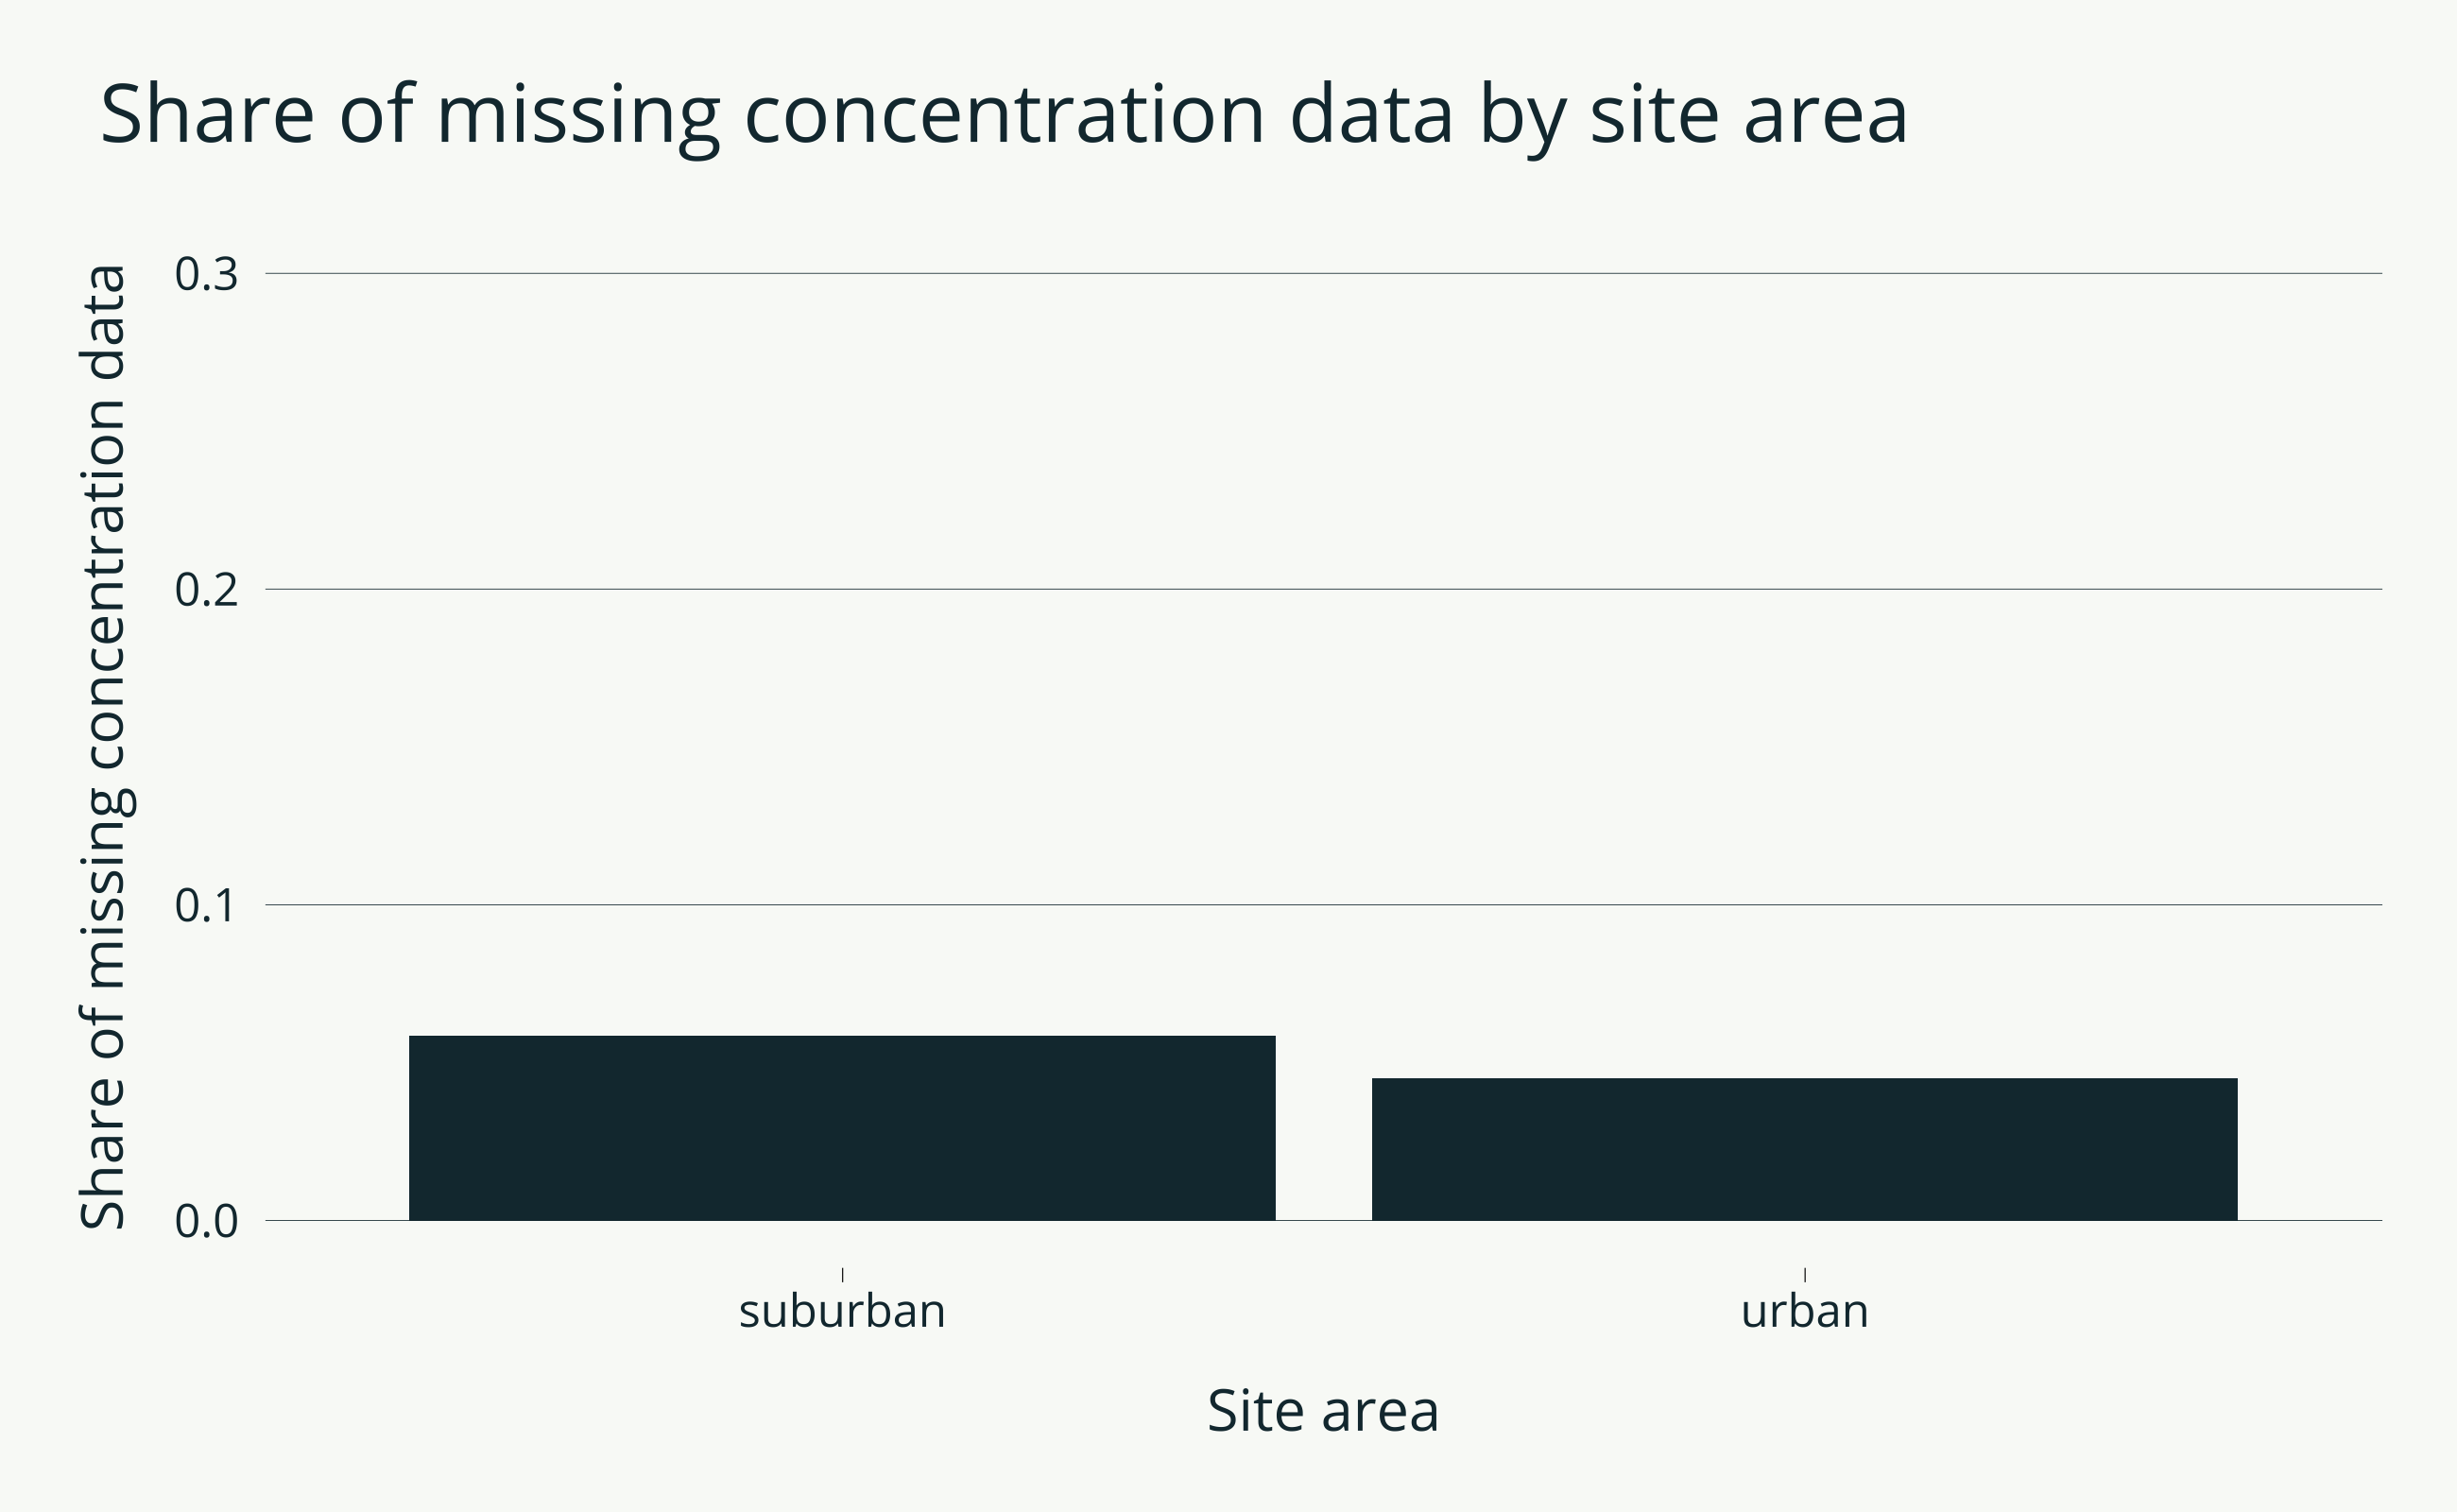 Share of missing concentration data by site area
Share of missing concentration data
0.3
0.2
0.1
0.0
suburban
urban
Site area